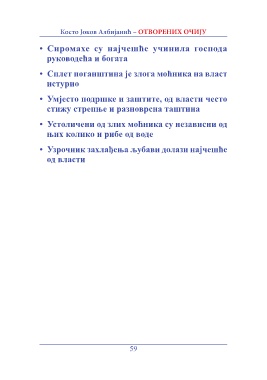 Косто Јоков Албијанић – ОТВОРЕНИХ ОЧИЈУ
• Сиромахе су најчешће учинила господа
руководећа и богата
• Сплет поганштина је злога моћника на власт
истурио
• Умјесто подршке и заштите, од власти често
стижу стрепње и разноврсна таштина
• Устоличени од злих моћника су независни од
њих колико и рибе од воде
• Узрочник захлађења љубави долази најчешће
од власти
59